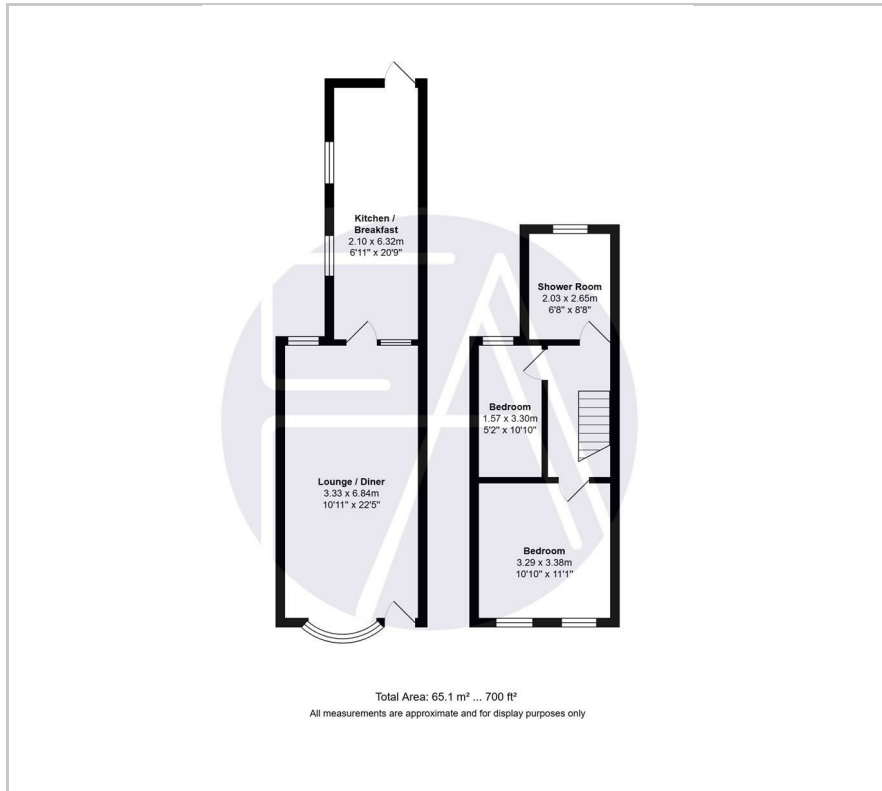 Kitchen /
Breakfast
2.10 x 6.32m
6'11" x 20'9"
Shower Room
2.03 x 2.65m
6'8" x 8'8"
Bedroom
1.57 x 3.30m
5'2" x 10'10"
Lounge / Diner
3.33 x 6.84m
10'11" x 22'5"
Bedroom
3.29 x 3.38m
10'10" x 11'1"
Total Area: 65.1 m² ... 700 ft²
All measurements are approximate and for display purposes only